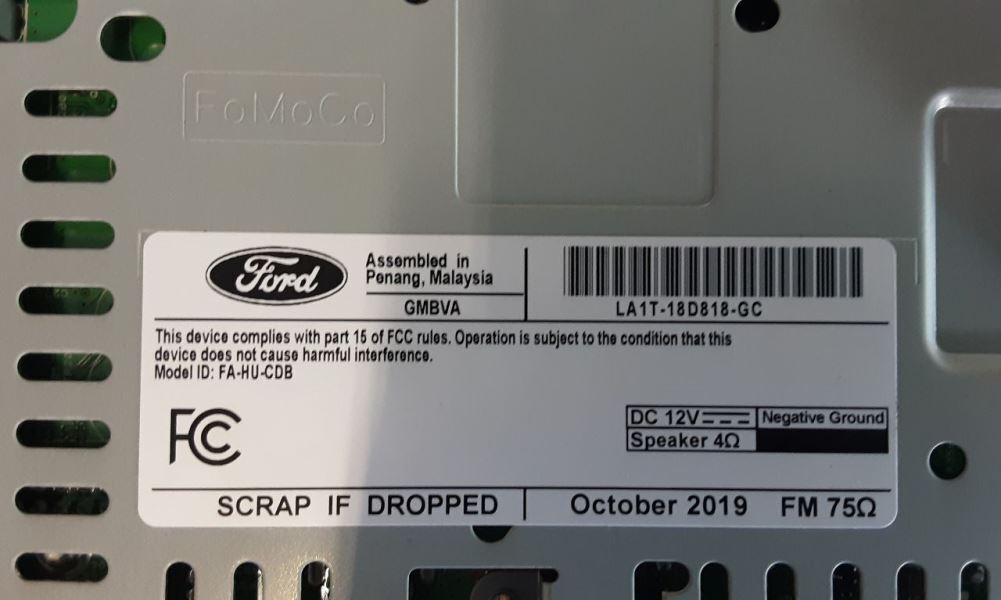 FoMoCo
Ford
Assembled in
Penang, Malaysia
GMBVA
LA1T-18D818-GC
This device complies with part 15 of FCC rules. Operation is subject to the condition that this
device does not cause harmful interference.
Model ID: FA-HU-CDB
FC
DC 12V Negative Ground
Speaker 4Ω
SCRAP IF DROPPED
October 2019 FM 75Ω